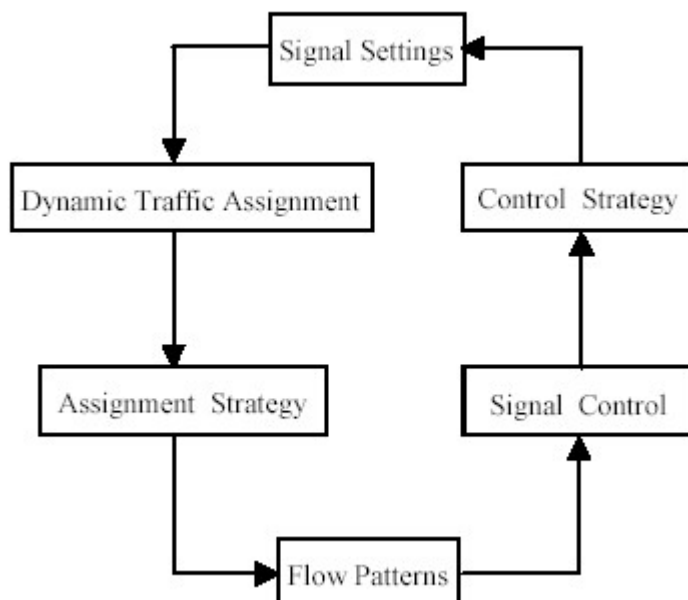 Signal Settings
Dynamic Traffic Assignment
Control Strategy
Assignment Strategy
Signal Control
Flow Patterns